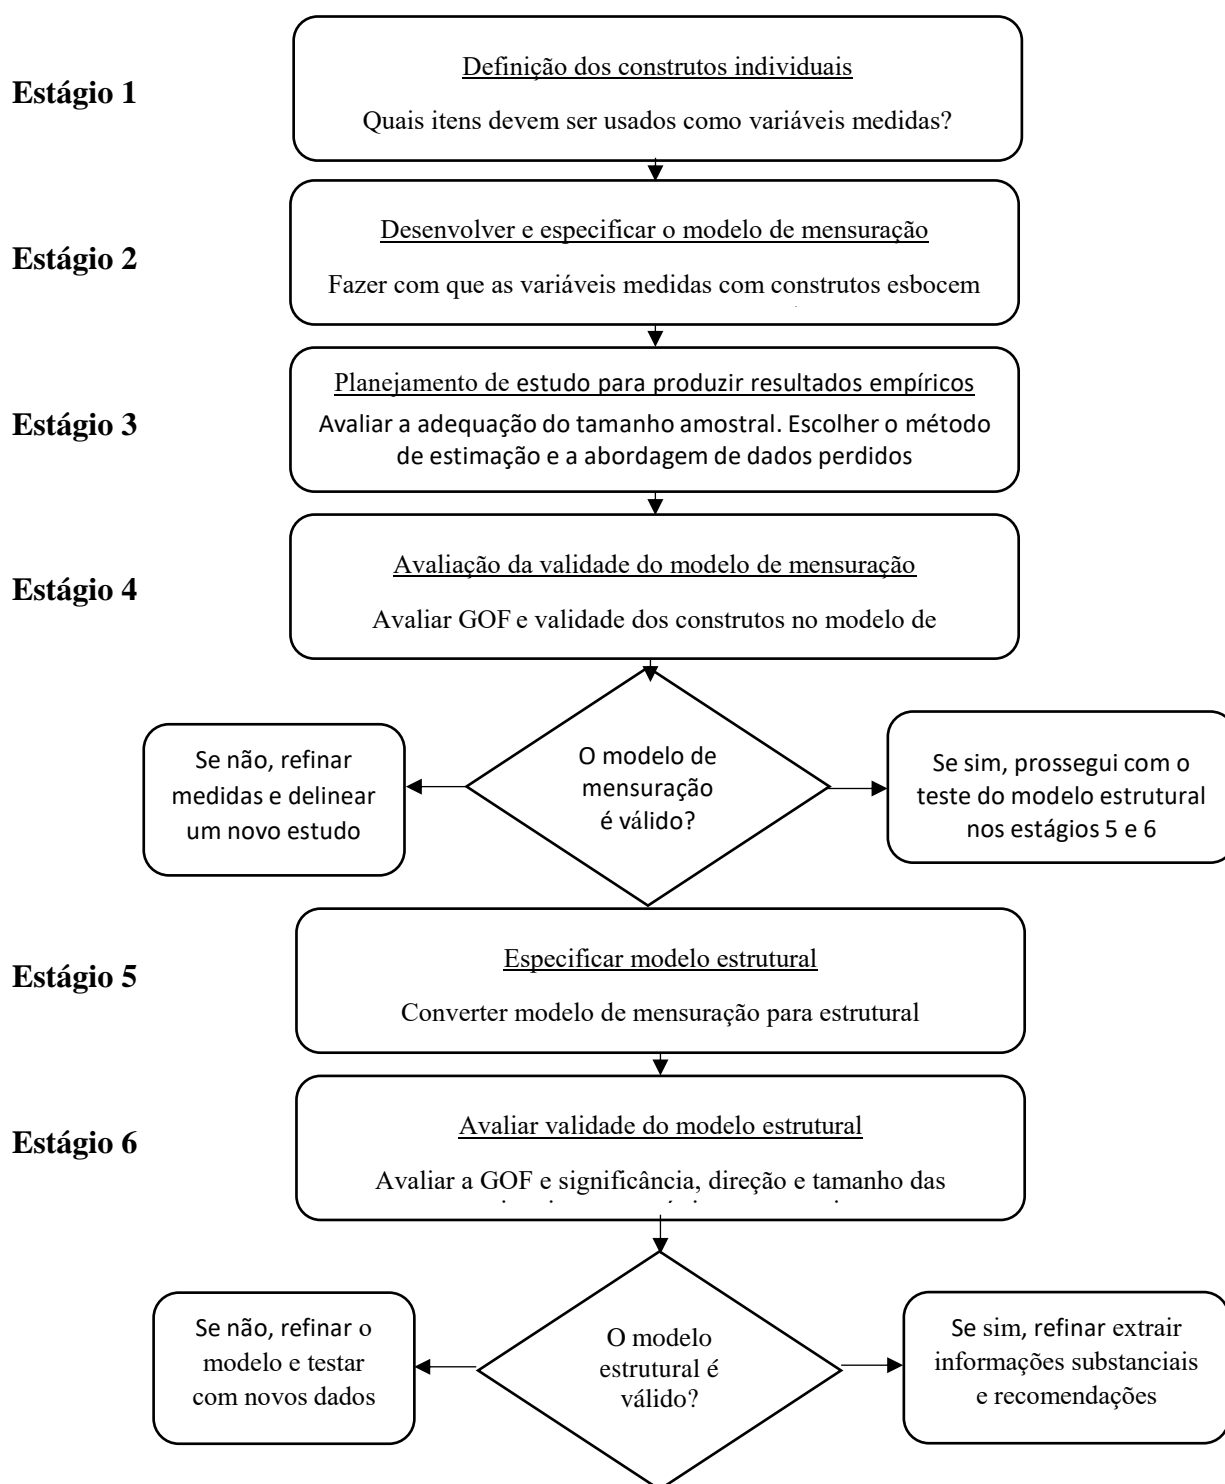 Estágio 1
Definição dos construtos individuais
Quais itens devem ser usados como variáveis medidas?
Estágio 2
Desenvolver e especificar o modelo de mensuração
Fazer com que as variáveis medidas com construtos esbocem
Estágio 3
Planejamento de estudo para produzir resultados empíricos
Avaliar a adequação do tamanho amostral. Escolher o método
de estimação e a abordagem de dados perdidos
Estágio 4
Avaliação da validade do modelo de mensuração
Avaliar GOF e validade dos construtos no modelo de
Se não, refinar
medidas e delinear
um novo estudo
O modelo de
mensuração
é válido?
Se sim, prossegui com o
teste do modelo estrutural
nos estágios 5 e 6
Estágio 5
Especificar modelo estrutural
Converter modelo de mensuração para estrutural
Estágio 6
Avaliar validade do modelo estrutural
Avaliar a GOF e significância, direção e tamanho das
Se não, refinar o
modelo e testar
com novos dados
O modelo
estrutural é
válido?
Se sim, refinar extrair
informações substanciais
e recomendações